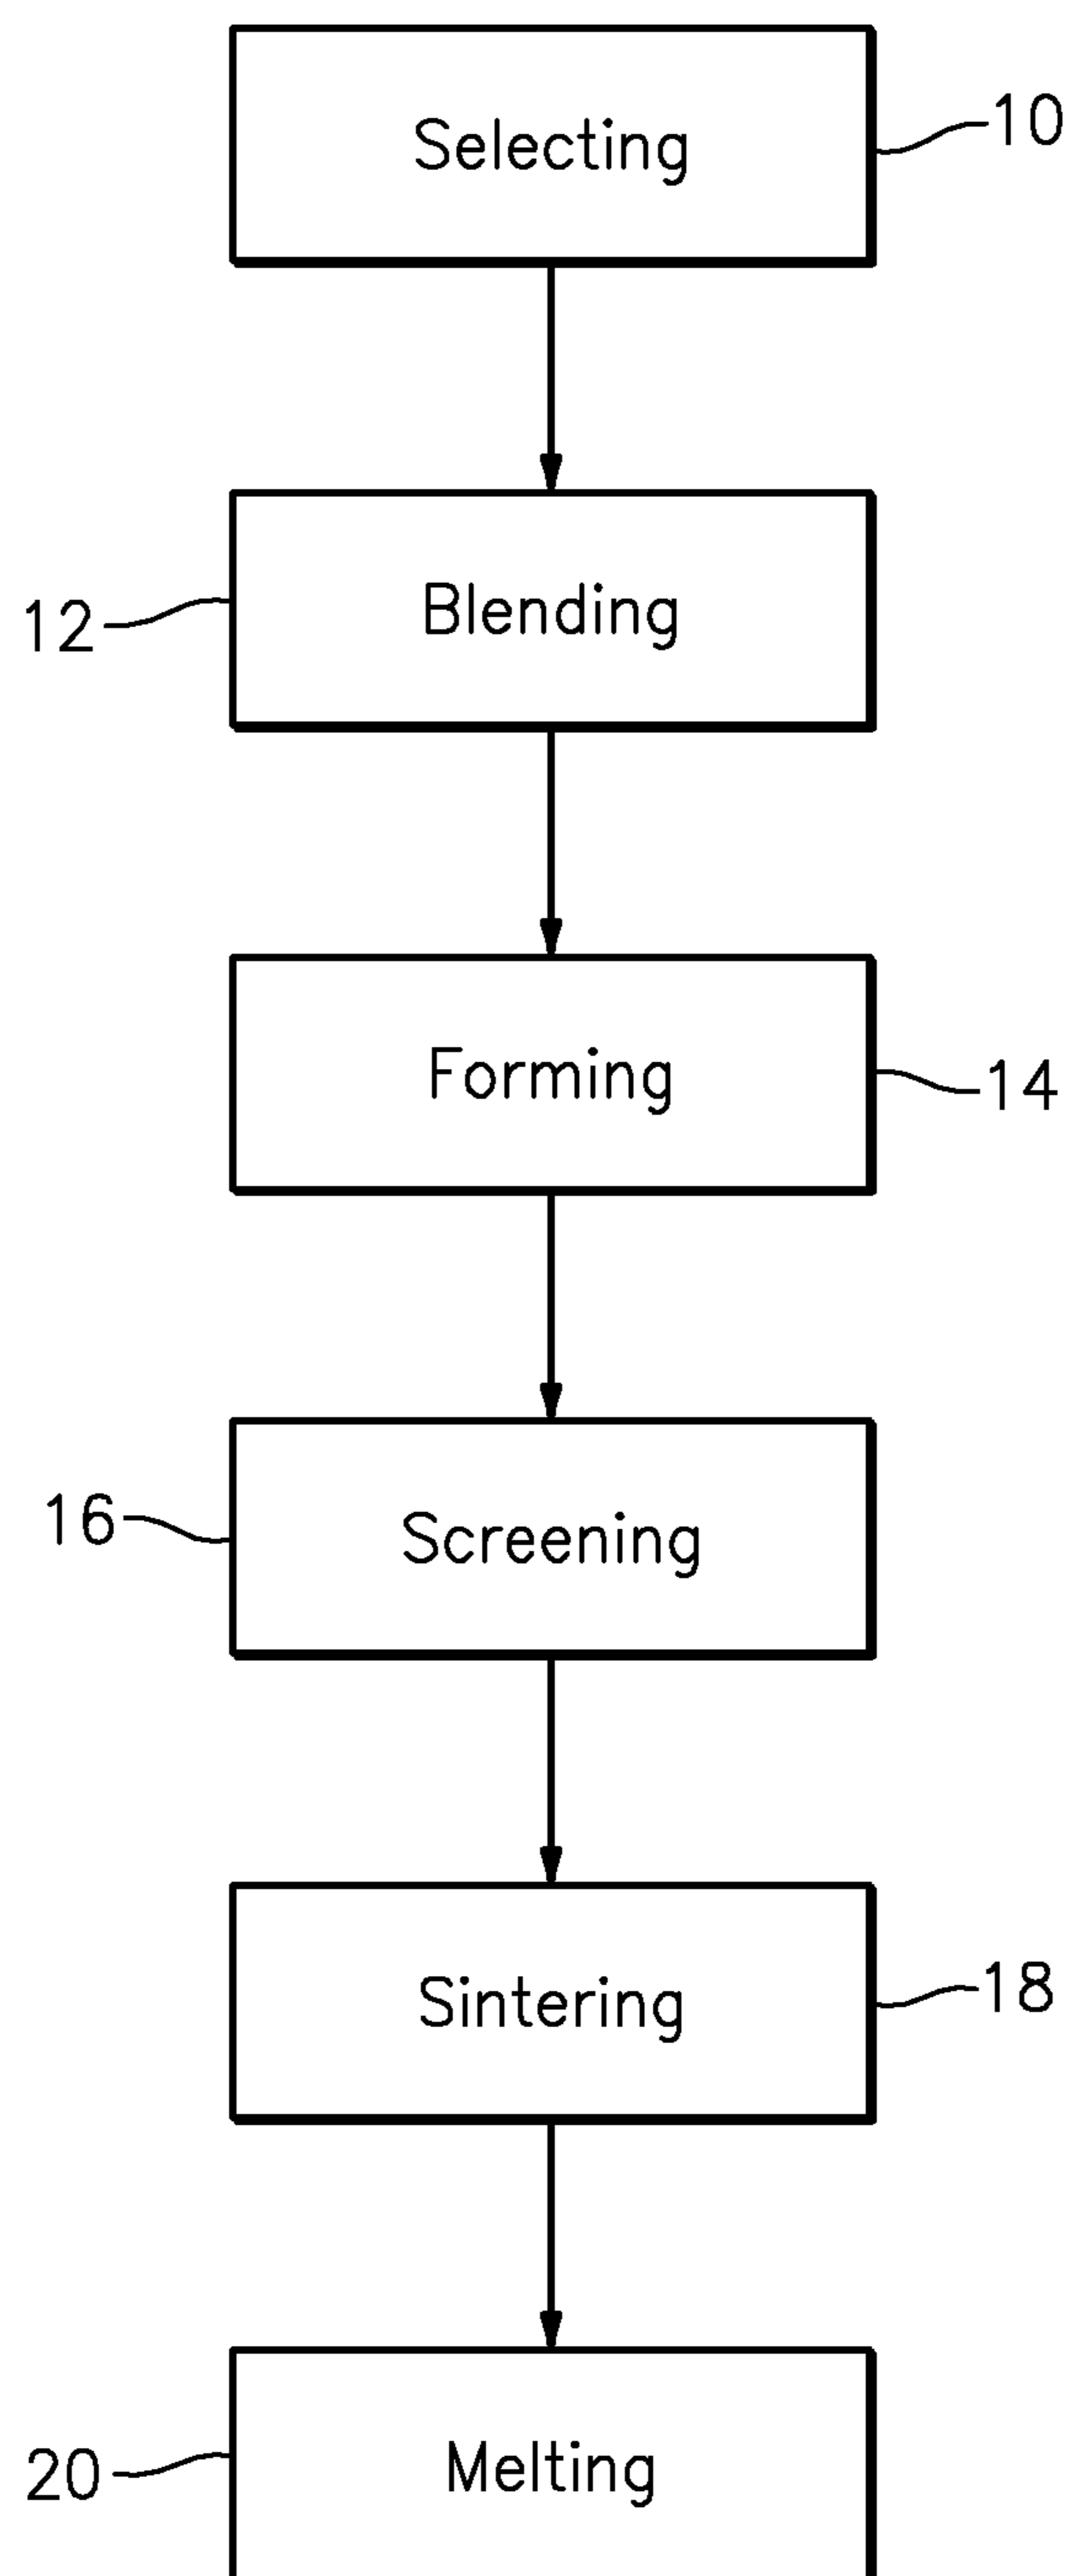 Selecting
10
12
Blending
Forming
14
16
Screening
Sintering
18
20
Melting